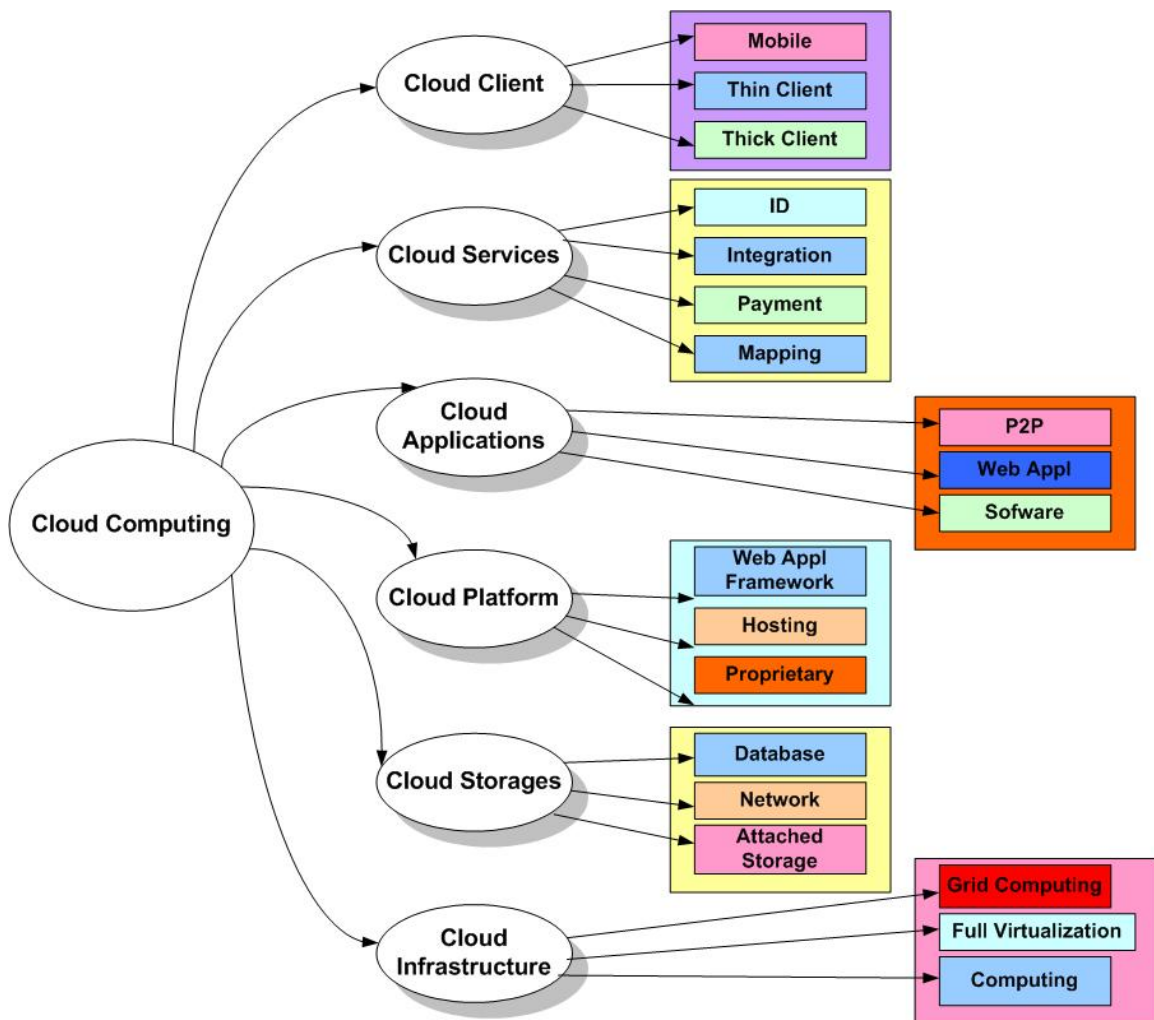 Cloud Client
Mobile
Thin Client
Thick Client
Cloud Services
ID
Integration
Payment
Mapping
Cloud
Applications
P2P
Web Appl
Sofware
Cloud Computing
Cloud Platform
Web Appl
Framework
Hosting
Proprietary
Cloud Storages
Database
Network
Attached
Storage
Cloud
Infrastructure
Grid Computing
Full Virtualization
Computing